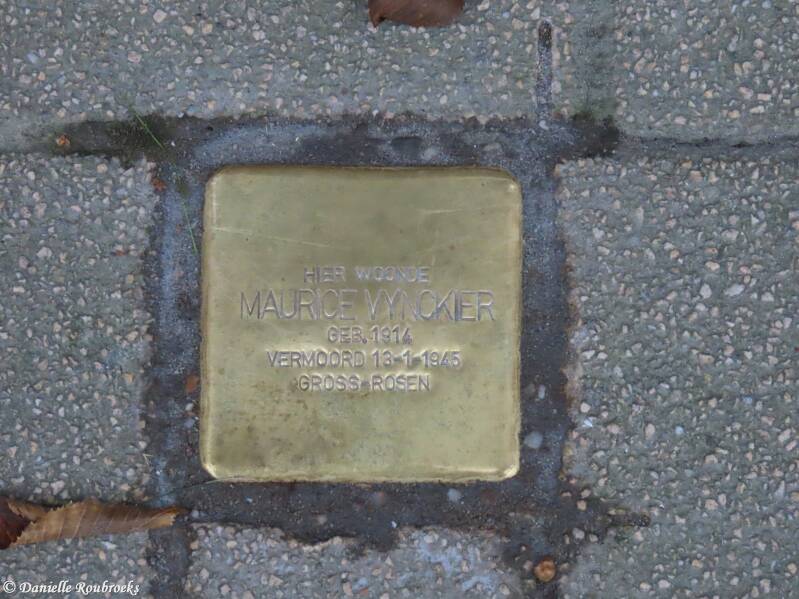 HIER WOONDE
MAURICE VYNCKIER
GEB. 1914
VERMOORD 13-1-1945
GROSS-ROSEN
© Danielle Roubroeks